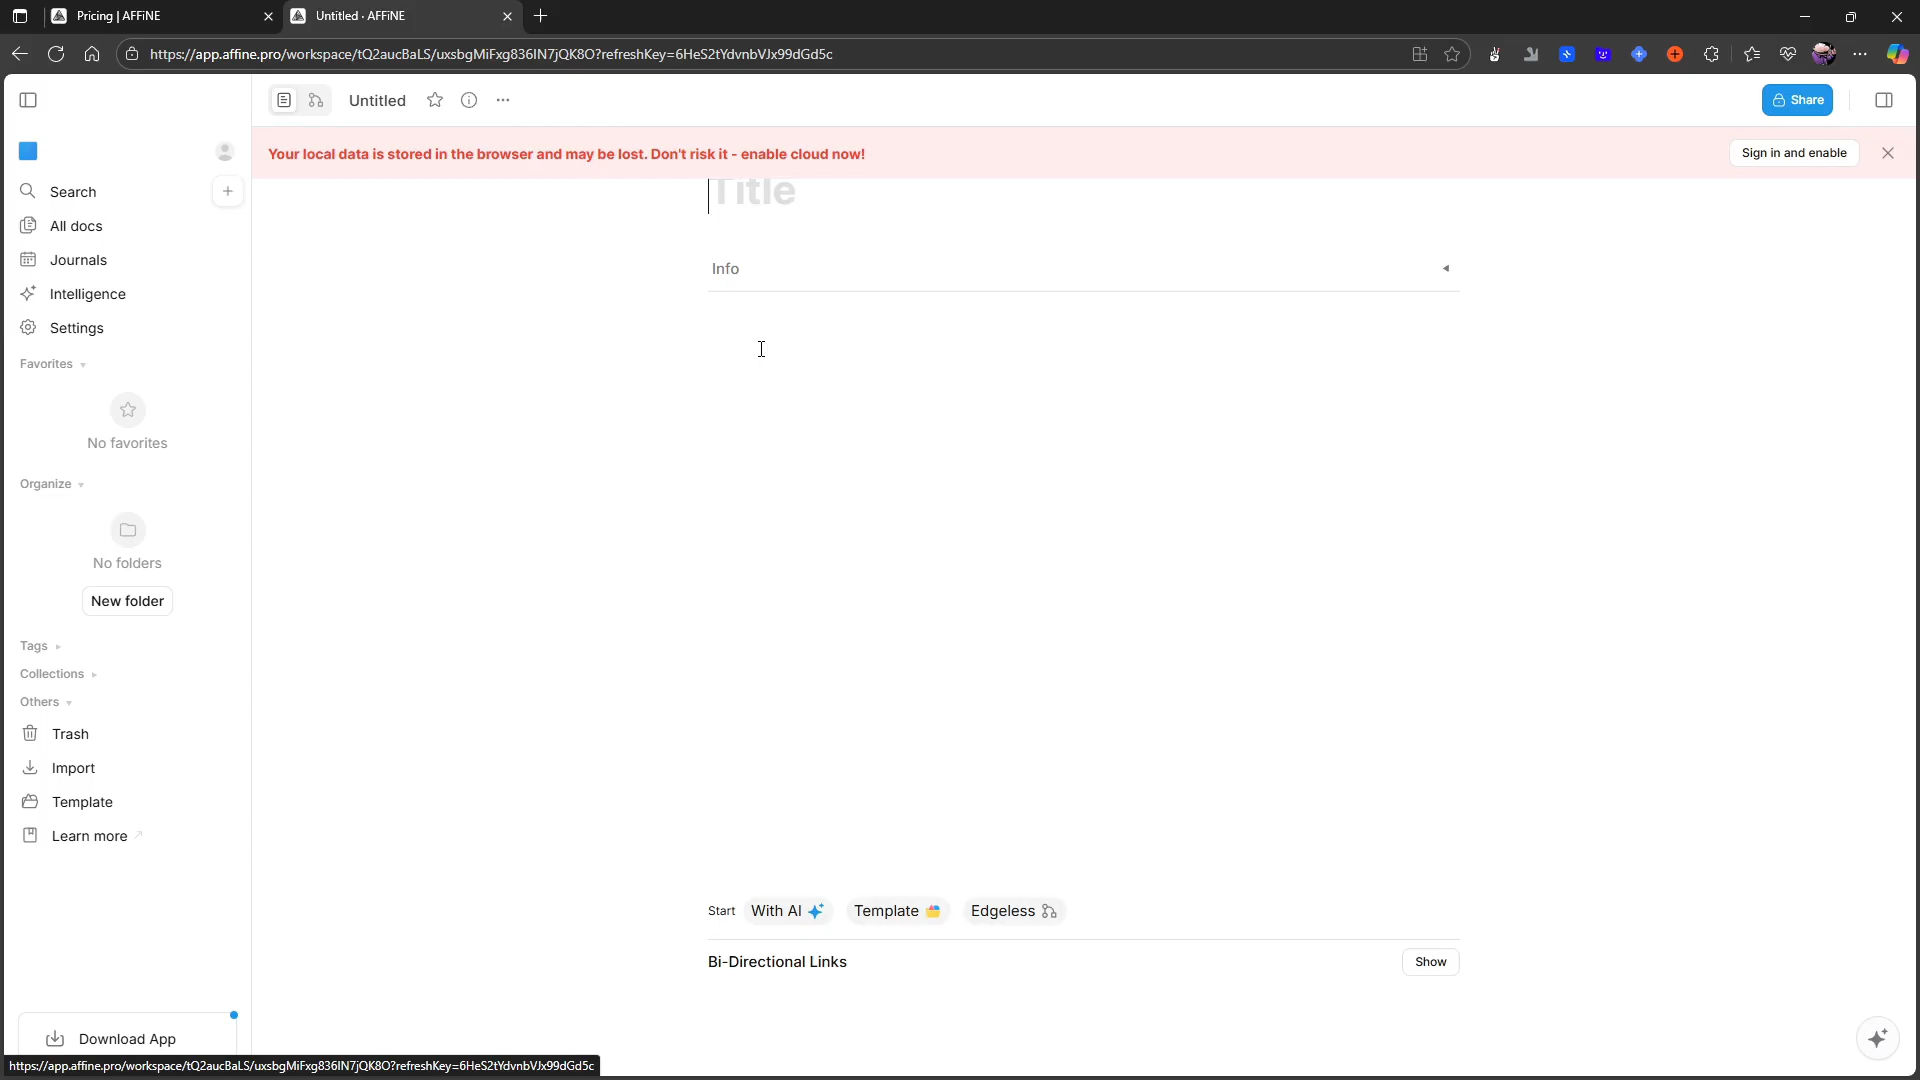 Pricing | AFFiNE
Untitled · AFFiNE
https://app.affine.pro/workspace/tQ2aucBaLS/uxsbgMiFxg836IN7jQK8O?refreshKey=6HeS2tYdvnbVJx99dGd5c
Untitled
Share
Your local data is stored in the browser and may be lost. Don't risk it - enable cloud now!
Sign in and enable
Search
All docs
Journals
Intelligence
Settings
Favorites
No favorites
Organize
No folders
New folder
Tags
Collections
Others
Trash
Import
Template
Learn more
Download App
Title
Info
Start
With AI
Template
Edgeless
Bi-Directional Links
Show
https://app.affine.pro/workspace/tQ2aucBaLS/uxsbgMiFxg836IN7jQK8O?refreshKey=6HeS2tYdvnbVJx99dGd5c